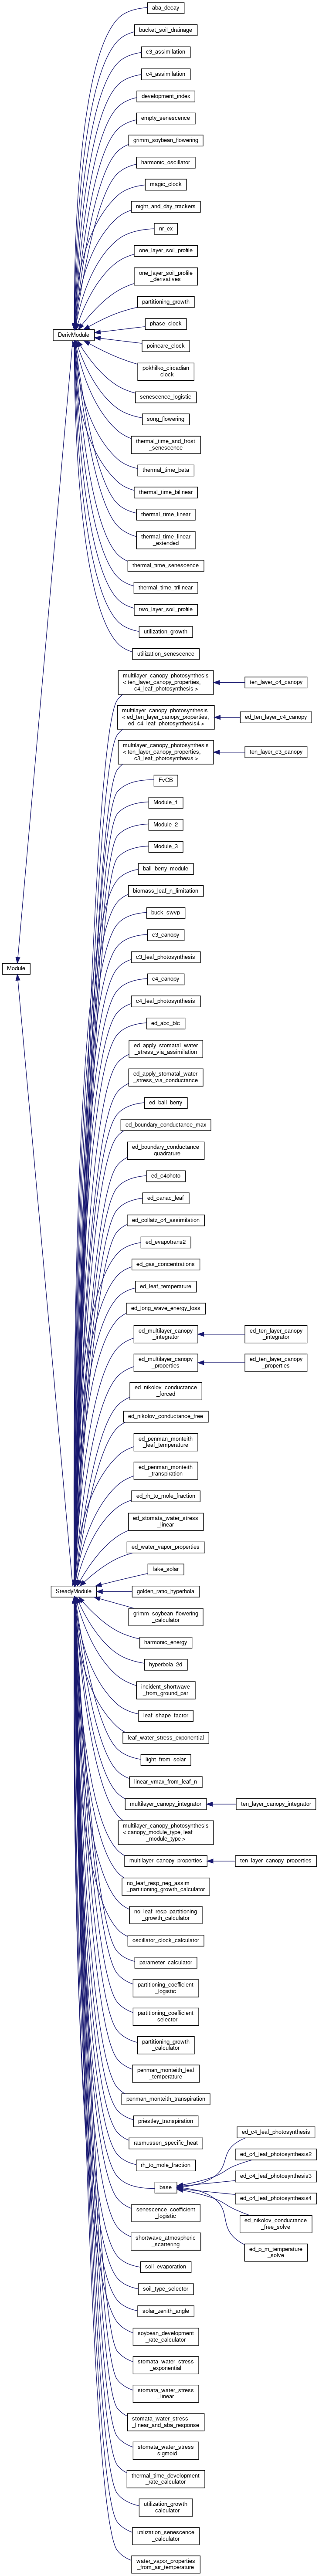 aba_decay
bucket_soil_drainage
c3_assimilation
c4_assimilation
development_index
empty_senescence
grimm_soybean_flowering
harmonic_oscillator
magic_clock
night_and_day_trackers
nr_ex
one_layer_soil_profile
one_layer_soil_profile
_derivatives
partitioning_growth
phase_clock
DerivModule
poincare_clock
pokhilko_circadian
_clock
senescence_logistic
song_flowering
thermal_time_and_frost
_senescence
thermal_time_beta
thermal_time_bilinear
thermal_time_linear
thermal_time_linear
_extended
thermal_time_senescence
thermal_time_trilinear
two_layer_soil_profile
utilization_growth
utilization_senescence
multilayer_canopy_photosynthesis
< ten_layer_canopy_properties,
c4_leaf_photosynthesis >
ten_layer_c4_canopy
multilayer_canopy_photosynthesis
< ed_ten_layer_canopy_properties,
ed_c4_leaf_photosynthesis4 >
ed_ten_layer_c4_canopy
multilayer_canopy_photosynthesis
< ten_layer_canopy_properties,
c3_leaf_photosynthesis >
ten_layer_c3_canopy
FvCB
Module_1
Module_2
Module_3
ball_berry_module
biomass_leaf_n_limitation
buck_swvp
c3_canopy
c3_leaf_photosynthesis
Module
c4_canopy
c4_leaf_photosynthesis
ed_abc_blc
ed_apply_stomatal_water
_stress_via_assimilation
ed_apply_stomatal_water
_stress_via_conductance
ed_ball_berry
ed_boundary_conductance_max
ed_boundary_conductance
_quadrature
ed_c4photo
ed_canac_leaf
ed_collatz_c4_assimilation
ed_evapotrans2
ed_gas_concentrations
ed_leaf_temperature
ed_long_wave_energy_loss
ed_multilayer_canopy
_integrator
ed_ten_layer_canopy
_integrator
ed_multilayer_canopy
_properties
ed_ten_layer_canopy
_properties
ed_nikolov_conductance
_forced
ed_nikolov_conductance_free
ed_penman_monteith
_leaf_temperature
ed_penman_monteith
_transpiration
ed_rh_to_mole_fraction
ed_stomata_water_stress
_linear
ed_water_vapor_properties
fake_solar
SteadyModule
golden_ratio_hyperbola
grimm_soybean_flowering
_calculator
harmonic_energy
hyperbola_2d
incident_shortwave
_from_ground_par
leaf_shape_factor
leaf_water_stress_exponential
light_from_solar
linear_vmax_from_leaf_n
multilayer_canopy_integrator
ten_layer_canopy_integrator
multilayer_canopy_photosynthesis
< canopy_module_type, leaf
_module_type >
multilayer_canopy_properties
ten_layer_canopy_properties
no_leaf_resp_neg_assim
_partitioning_growth_calculator
no_leaf_resp_partitioning
_growth_calculator
oscillator_clock_calculator
parameter_calculator
partitioning_coefficient
_logistic
partitioning_coefficient
_selector
partitioning_growth
_calculator
penman_monteith_leaf
_temperature
penman_monteith_transpiration
priestley_transpiration
rasmussen_specific_heat
rh_to_mole_fraction
base
ed_c4_leaf_photosynthesis
ed_c4_leaf_photosynthesis2
ed_c4_leaf_photosynthesis3
ed_c4_leaf_photosynthesis4
ed_nikolov_conductance
_free_solve
ed_p_m_temperature
_solve
senescence_coefficient
_logistic
shortwave_atmospheric
_scattering
soil_evaporation
soil_type_selector
solar_zenith_angle
soybean_development
_rate_calculator
stomata_water_stress
_exponential
stomata_water_stress
_linear
stomata_water_stress
_linear_and_aba_response
stomata_water_stress
_sigmoid
thermal_time_development
_rate_calculator
utilization_growth
_calculator
utilization_senescence
_calculator
water_vapor_properties
_from_air_temperature